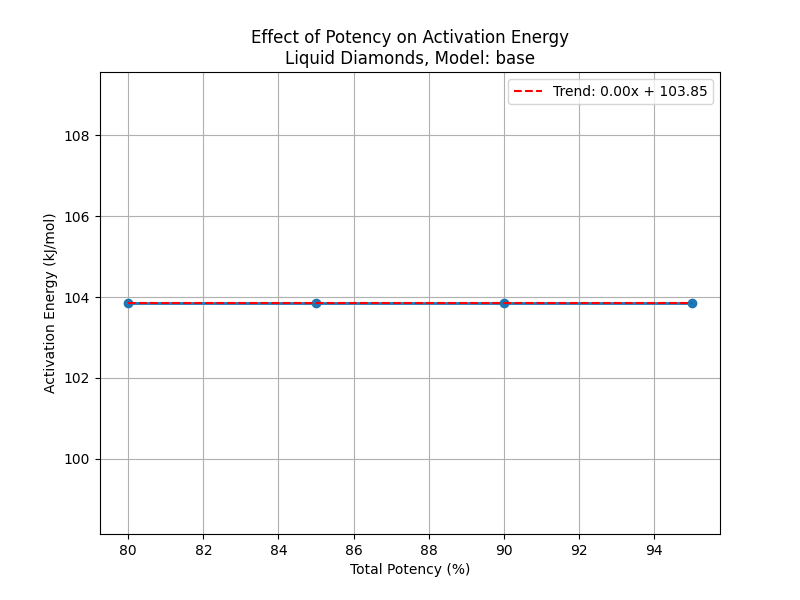 Effect of Potency on Activation Energy
Liquid Diamonds, Model: base
Trend: 0.00x + 103.85
108
106
104
102
100
Activation Energy (kJ/mol)
80 82 84 86 88 90 92 94
Total Potency (%)